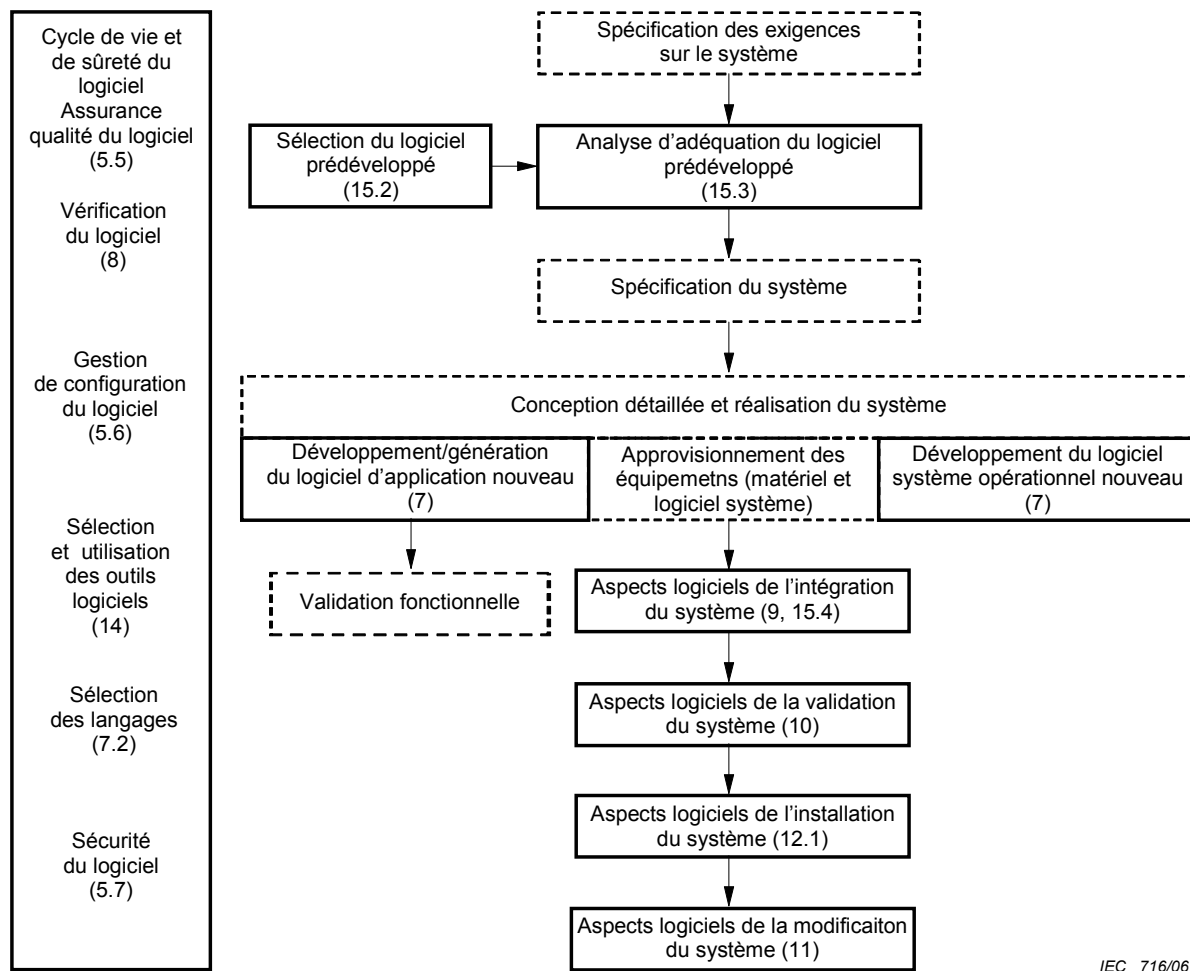 Cycle de vie et
de sûreté du
logiciel
Assurance
qualité du logiciel
(5.5)
Vérification
du logiciel
(8)
Gestion
de configuration
du logiciel
(5.6)
Sélection
et utilisation
des outils
logiciels
(14)
Sélection
des langages
(7.2)
Sécurité
du logiciel
(5.7)
Spécification des exigences
sur le système
Sélection du logiciel
prédéveloppé
(15.2)
Analyse d'adéquation du logiciel
prédéveloppé
(15.3)
Spécification du système
Conception détaillée et réalisation du système
Développement/génération
du logiciel d'application nouveau
(7)
Approvisionnement des
équipemetns (matériel et
logiciel système)
Développement du logiciel
système opérationnel nouveau
(7)
Validation fonctionnelle
Aspects logiciels de l'intégration
du système (9, 15.4)
Aspects logiciels de la validation
du système (10)
Aspects logiciels de l'installation
du système (12.1)
Aspects logiciels de la modificaiton
du système (11)
IEC 716/06